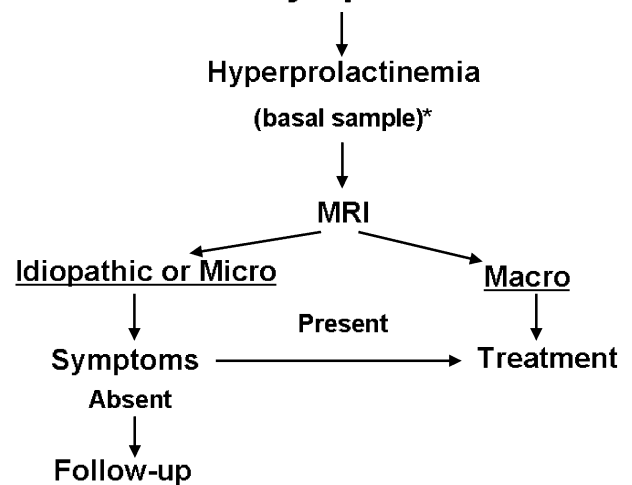 Hyperprolactinemia
(basal sample)*
MRI
Idiopathic or Micro
Macro
Present
Symptoms
Treatment
Absent
Follow-up